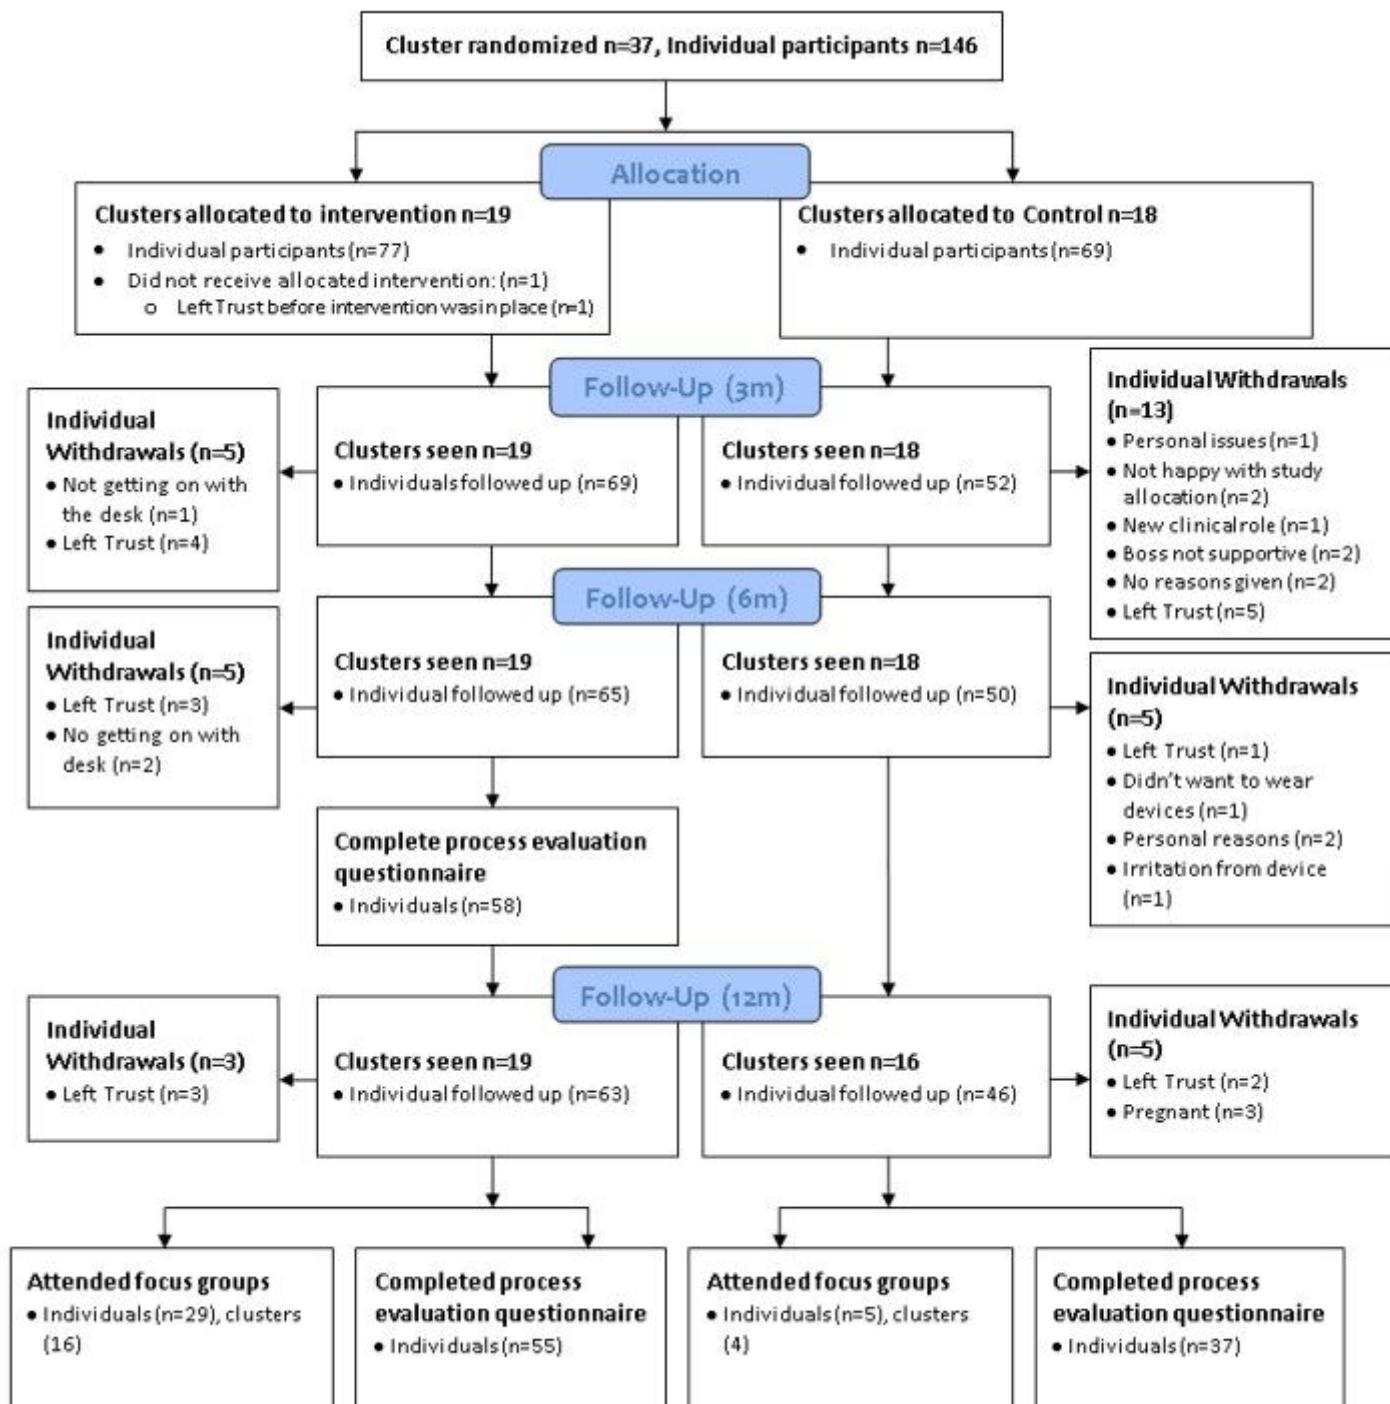 Cluster randomized n=37, Individual participants n=146
Allocation
Clusters allocated to intervention n=19
• Individual participants (n=77)
• Did not receive allocated intervention: (n=1)
o Left Trust before intervention was in place (n=1)
Clusters allocated to Control n=18
• Individual participants (n=69)
Follow-Up (3m)
Individual
Withdrawals (n=5)
• Not getting on with
the desk (n=1)
• Left Trust (n=4)
Clusters seen n=19
• Individuals followed up (n=69)
Clusters seen n=18
• Individual followed up (n=52)
Individual Withdrawals
(n=13)
• Personal issues (n=1)
• Not happy with study
allocation (n=2)
• New clinical role (n=1)
• Boss not supportive (n=2)
• No reasons given (n=2)
• Left Trust (n=5)
Follow-Up (6m)
Individual
Withdrawals (n=5)
• Left Trust (n=3)
• No getting on with
desk (n=2)
Clusters seen n=19
• Individual followed up (n=65)
Clusters seen n=18
• Individual followed up (n=50)
Individual Withdrawals
(n=5)
• Left Trust (n=1)
• Didn't want to wear
devices (n=1)
• Personal reasons (n=2)
• Irritation from device
(n=1)
Complete process evaluation
questionnaire
• Individuals (n=58)
Follow-Up (12m)
Individual
Withdrawals (n=3)
• Left Trust (n=3)
Clusters seen n=19
• Individual followed up (n=63)
Clusters seen n=16
• Individual followed up (n=46)
Individual Withdrawals
(n=5)
• Left Trust (n=2)
• Pregnant (n=3)
Attended focus groups
• Individuals (n=29), clusters
(16)
Completed process
evaluation questionnaire
• Individuals (n=55)
Attended focus groups
• Individuals (n=5), clusters
(4)
Completed process
evaluation questionnaire
• Individuals (n=37)